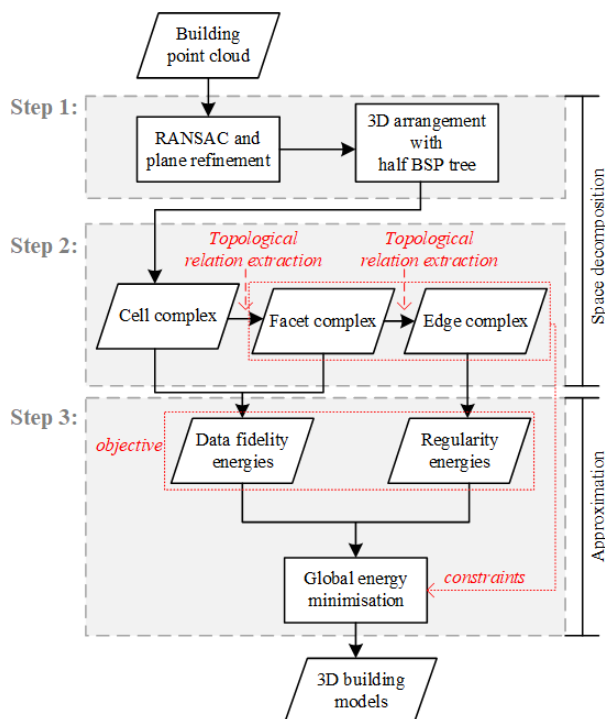 Building
point cloud
Step 1:
RANSAC and
plane refinement
3D arrangement
with
half BSP tree
Space decomposition
Step 2:
Topological
relation extraction
Topological
relation extraction
Cell complex
Facet complex
Edge complex
Step 3:
objective
Data fidelity
energies
Regularity
energies
Approximation
Global energy
minimisation
constraints
3D building
models